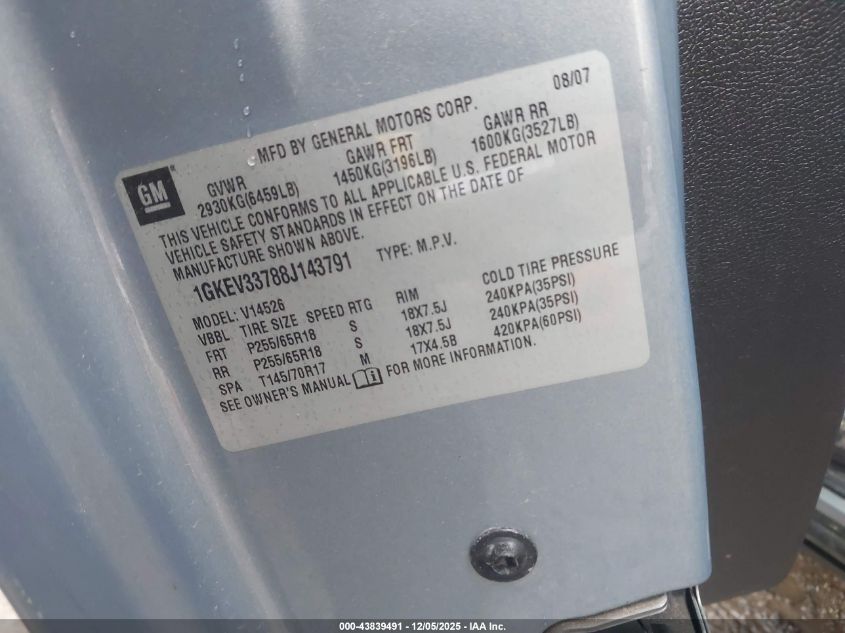 08/07
MFD BY GENERAL MOTORS CORP.
GM
GVWR GAWR FRT GAWR RR
2930KG(6459LB) 1450KG(3196LB) 1600KG(3527LB)
THIS VEHICLE CONFORMS TO ALL APPLICABLE U.S. FEDERAL MOTOR
VEHICLE SAFETY STANDARDS IN EFFECT ON THE DATE OF
MANUFACTURE SHOWN ABOVE.
1GKEV33788J143791 TYPE: M.P.V.
MODEL: V14526
VBBL TIRE SIZE SPEED RTG RIM COLD TIRE PRESSURE
FRT P255/65R18 S 18X7.5J 240KPA(35PSI)
RR P255/65R18 S 18X7.5J 240KPA(35PSI)
SPA T145/70R17 M 17X4.5B 420KPA(60PSI)
SEE OWNER'S MANUAL FOR MORE INFORMATION.
000-43839491 - 12/05/2025 - IAA Inc.